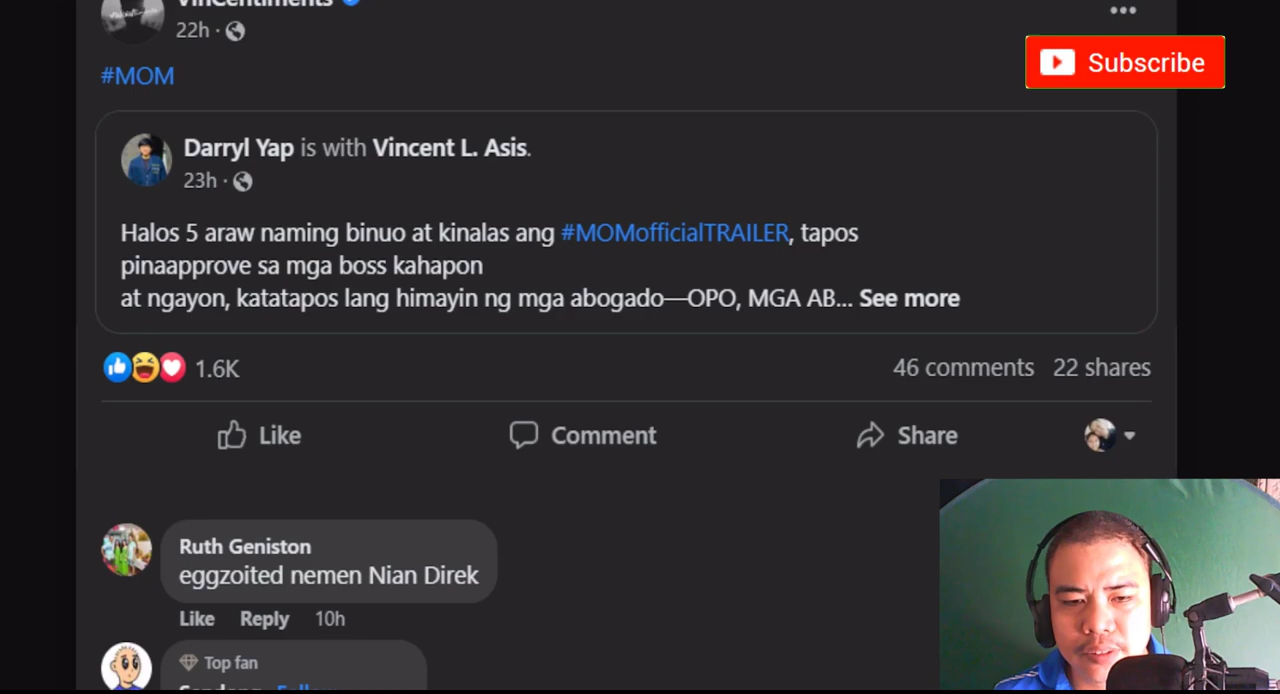 VinCentiments
22h ·
#MOM
Subscribe
Darryl Yap is with Vincent L. Asis.
23h ·
Halos 5 araw naming binuo at kinalas ang #MOMofficialTRAILER, tapos
pinaapprove sa mga boss kahapon
at ngayon, katatapos lang himayin ng mga abogado—OPO, MGA AB... See more
1.6K
46 comments 22 shares
Like Comment Share
Ruth Geniston
eggzoited nemen Nian Direk
Like Reply 10h
Top fan